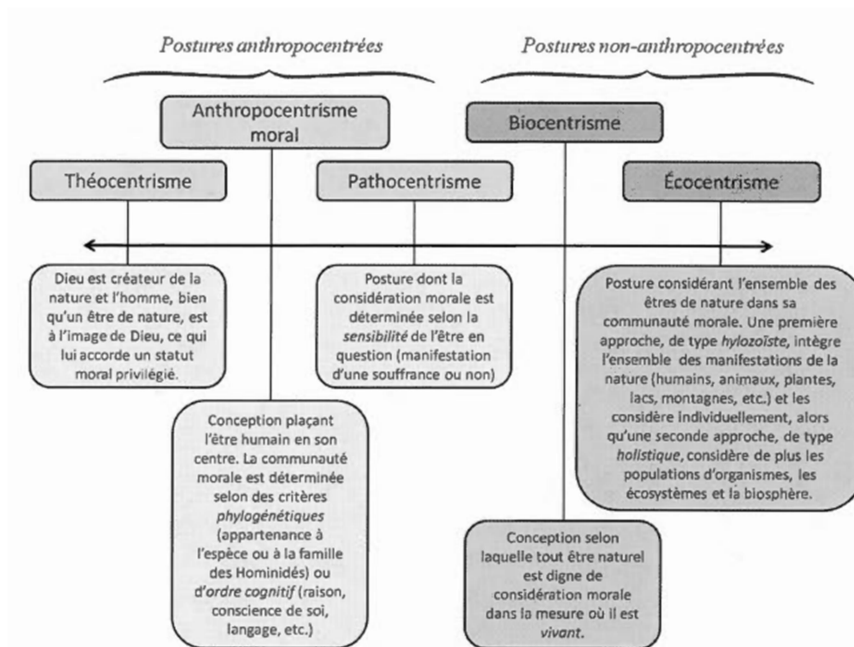 Postures anthropocentrées
Postures non-anthropocentrées
Anthropocentrisme
moral
Biocentrisme
Théocentrisme
Pathocentrisme
Écocentrisme
Dieu est créateur de la
nature et l'homme, bien
qu'un être de nature, est
à l'image de Dieu, ce qui
lui accorde un statut
moral privilégié.
Posture dont la
considération morale est
déterminée selon la
sensibilité de l'être en
question (manifestation
d'une souffrance ou non)
Posture considérant l'ensemble des
êtres de nature dans sa
communauté morale. Une première
approche, de type hylozoïste, intègre
l'ensemble des manifestations de la
nature (humains, animaux, plantes,
lacs, montagnes, etc.) et les
considère individuellement, alors
qu'une seconde approche, de type
holistique, considère de plus les
populations d'organismes, les
écosystèmes et la biosphère.
Conception plaçant
l'être humain en son
centre. La communauté
morale est déterminée
selon des critères
phylogénétiques
(appartenance à
l'espèce ou à la famille
des Hominidés) ou
d'ordre cognitif (raison,
conscience de soi,
langage, etc.)
Conception selon
laquelle tout être naturel
est digne de
considération morale
dans la mesure où il est
vivant.